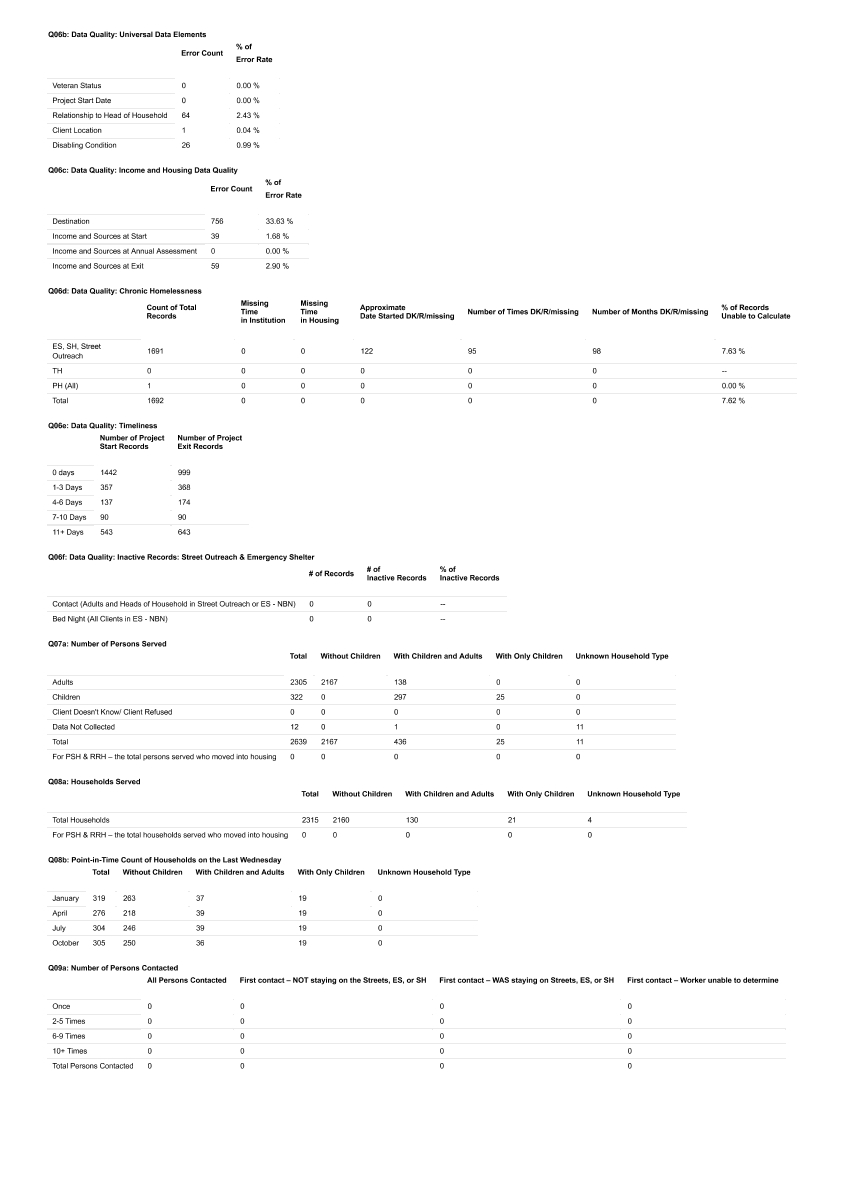 Q06b: Data Quality: Universal Data Elements
Error Count % of
Error Rate
Veteran Status 0 0.00 %
Project Start Date 0 0.00 %
Relationship to Head of Household 64 2.43 %
Client Location 1 0.04 %
Disabling Condition 26 0.99 %
Q06c: Data Quality: Income and Housing Data Quality
Error Count % of
Error Rate
Destination 756 33.63 %
Income and Sources at Start 39 1.68 %
Income and Sources at Annual Assessment 0 0.00 %
Income and Sources at Exit 59 2.90 %
Q06d: Data Quality: Chronic Homelessness
Count of Total Records Missing Time in Institution Missing Time in Housing Approximate Date Started DK/R/missing Number of Times DK/R/missing Number of Months DK/R/missing % of Records Unable to Calculate
ES, SH, Street Outreach 1691 0 0 122 95 98 7.63 %
TH 0 0 0 0 0 0 --
PH (All) 1 0 0 0 0 0 0.00 %
Total 1692 0 0 0 0 0 7.62 %
Q06e: Data Quality: Timeliness
Number of Project Start Records Number of Project Exit Records
0 days 1442 999
1-3 Days 357 368
4-6 Days 137 174
7-10 Days 90 90
11+ Days 543 643
Q06f: Data Quality: Inactive Records: Street Outreach & Emergency Shelter
# of Records # of Inactive Records % of Inactive Records
Contact (Adults and Heads of Household in Street Outreach or ES - NBN) 0 0 --
Bed Night (All Clients in ES - NBN) 0 0 --
Q07a: Number of Persons Served
Total Without Children With Children and Adults With Only Children Unknown Household Type
Adults 2305 2167 138 0 0
Children 322 0 297 25 0
Client Doesn't Know/ Client Refused 0 0 0 0 0
Data Not Collected 12 0 1 0 11
Total 2639 2167 436 25 11
For PSH & RRH – the total persons served who moved into housing 0 0 0 0 0
Q08a: Households Served
Total Without Children With Children and Adults With Only Children Unknown Household Type
Total Households 2315 2160 130 21 4
For PSH & RRH – the total households served who moved into housing 0 0 0 0 0
Q08b: Point-in-Time Count of Households on the Last Wednesday
Total Without Children With Children and Adults With Only Children Unknown Household Type
January 319 263 37 19 0
April 276 218 39 19 0
July 304 246 39 19 0
October 305 250 36 19 0
Q09a: Number of Persons Contacted
All Persons Contacted First contact – NOT staying on the Streets, ES, or SH First contact – WAS staying on Streets, ES, or SH First contact – Worker unable to determine
Once 0 0 0 0
2-5 Times 0 0 0 0
6-9 Times 0 0 0 0
10+ Times 0 0 0 0
Total Persons Contacted 0 0 0 0